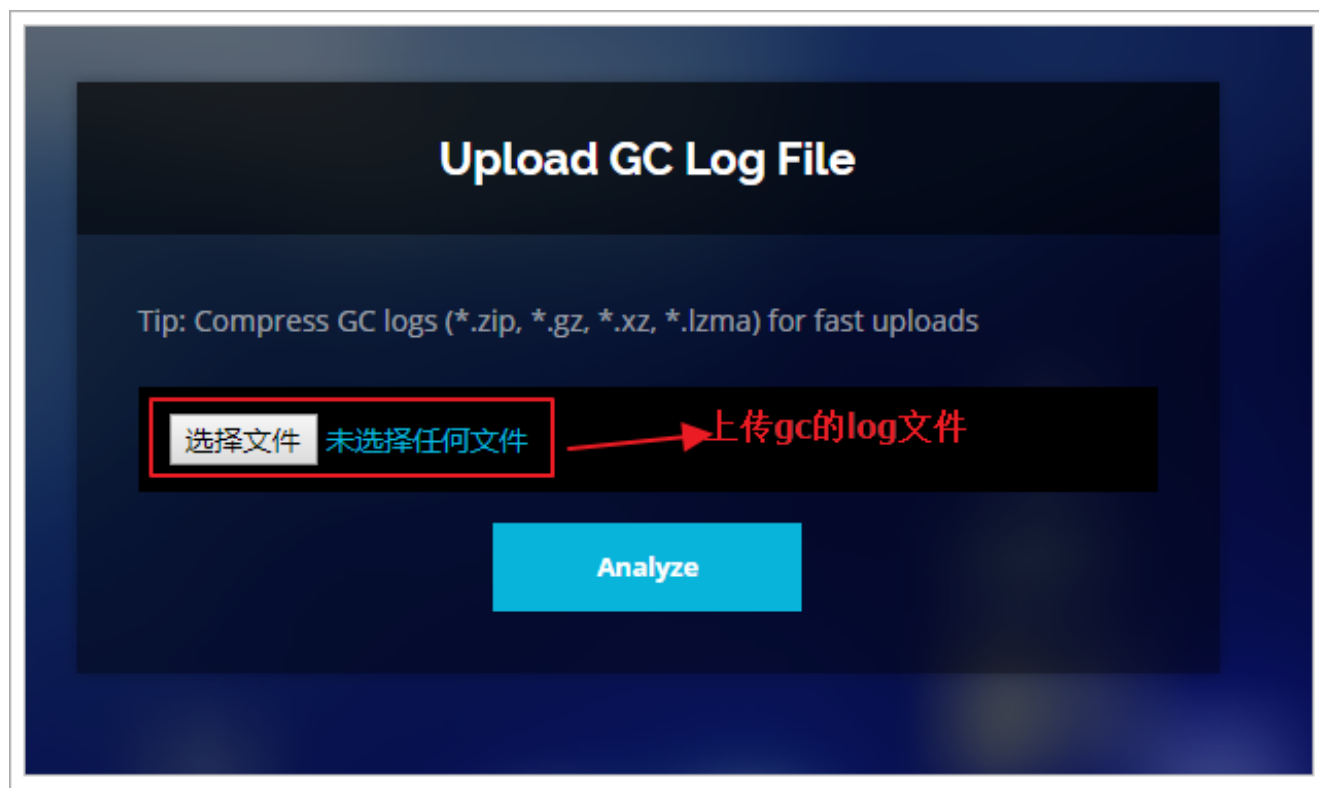 Upload GC Log File
Tip: Compress GC logs (*.zip, *.gz, *.xz, *.lzma) for fast uploads
选择文件 未选择任何文件 上传gc的log文件
Analyze